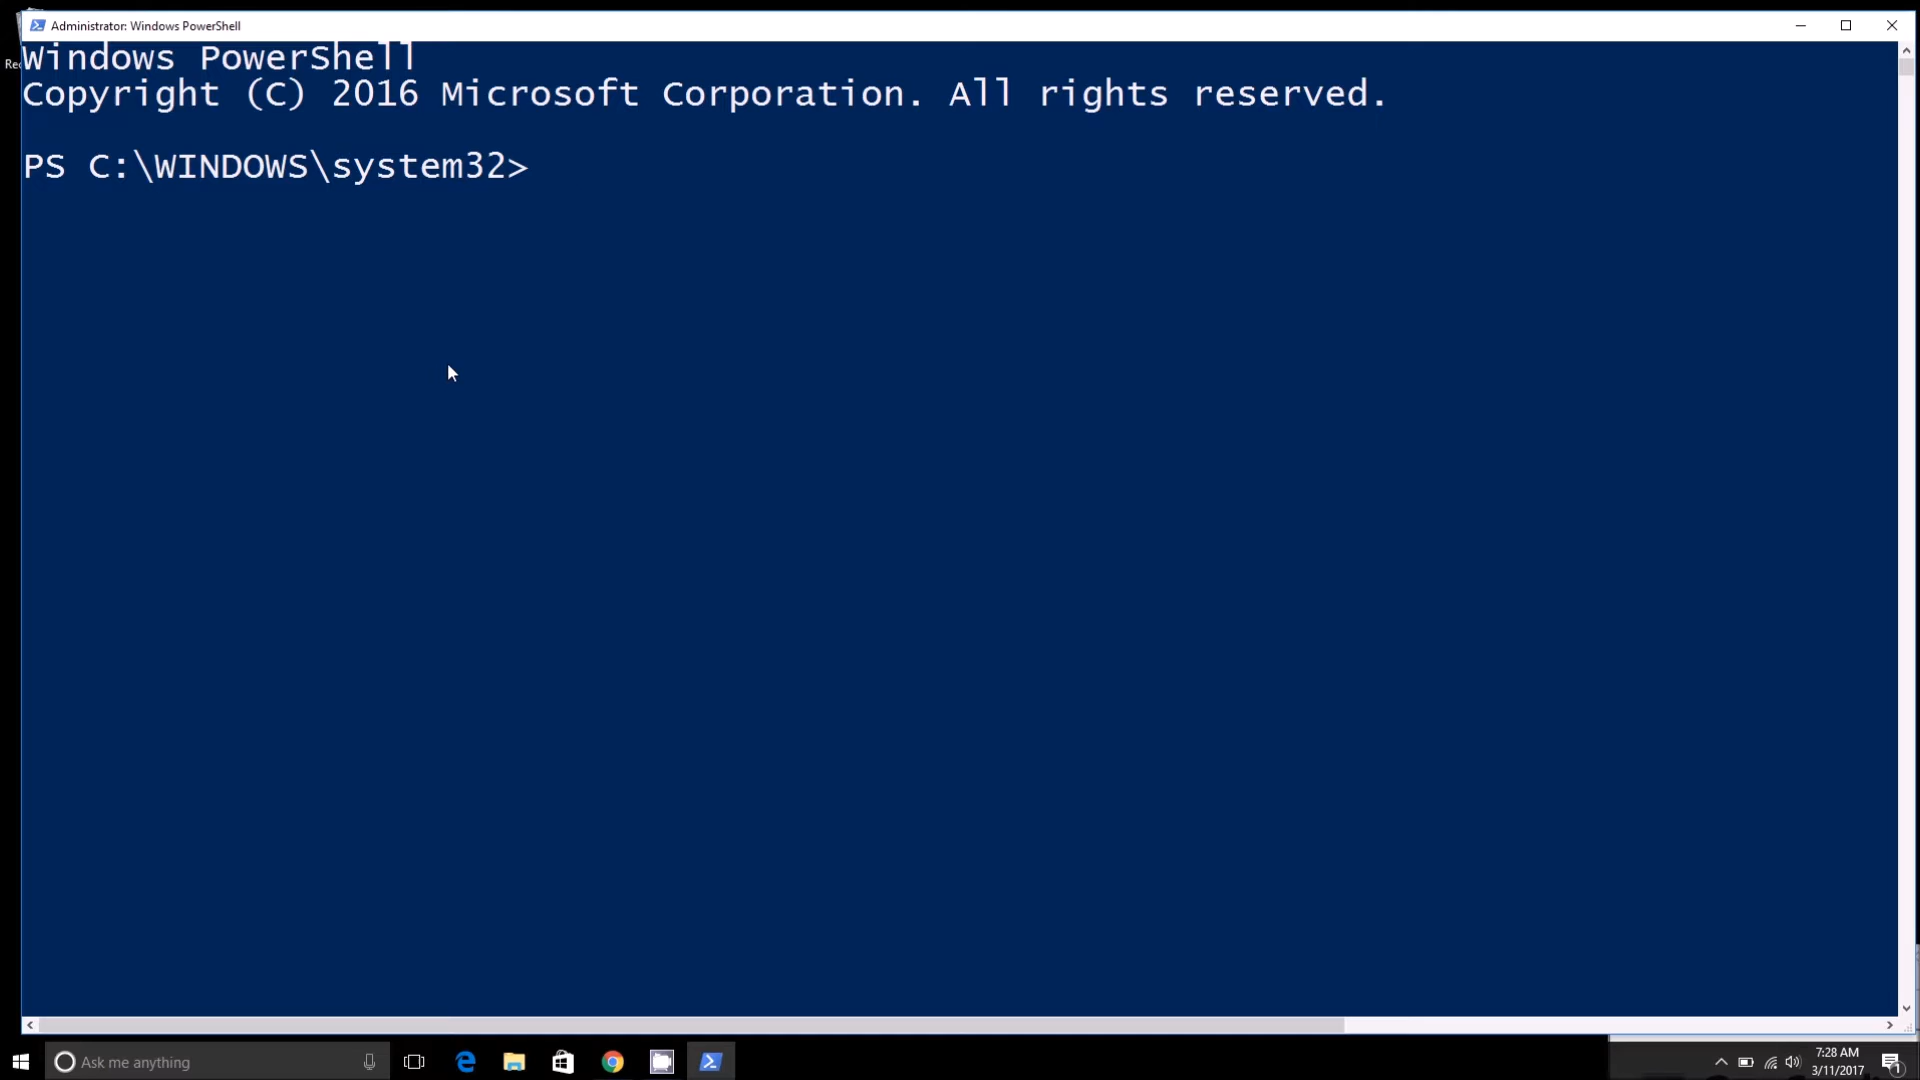 Administrator: Windows PowerShell
Windows PowerShell
Copyright (C) 2016 Microsoft Corporation. All rights reserved.
PS C:\WINDOWS\system32>
Ask me anything
7:28 AM
3/11/2017
1